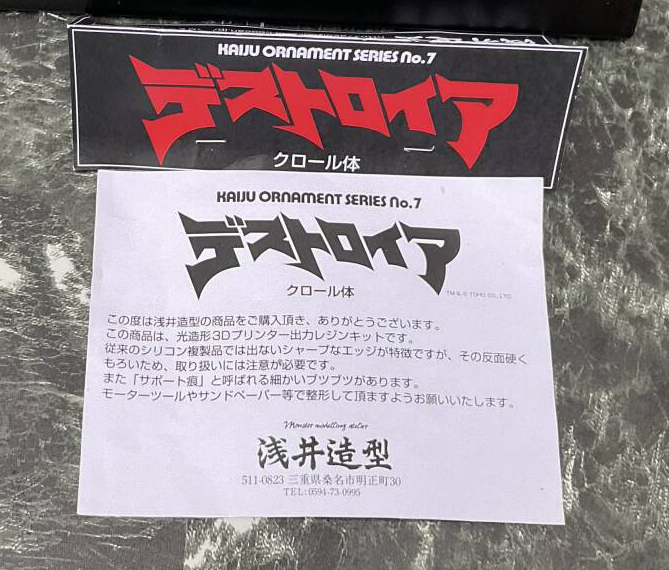 KAIJU ORNAMENT SERIES No.7
デストロイア
クロール体
KAIJU ORNAMENT SERIES No.7
デストロイア
クロール体
TM & © TOHO CO., LTD.
この度は浅井造型の商品をご購入頂き、ありがとうございます。
この商品は、光造形3Dプリンター出力レジンキットです。
従来のシリコン複製品では出ないシャープなエッジが特徴ですが、その反面硬く
もろいため、取り扱いには注意が必要です。
また「サポート痕」と呼ばれる細かいブツブツがあります。
モーターツールやサンドペーパー等で整形して頂ますようお願いいたします。
Monster modelling atelier
浅井造型
511-0823 三重県桑名市明正町30
TEL:0594-73-0995